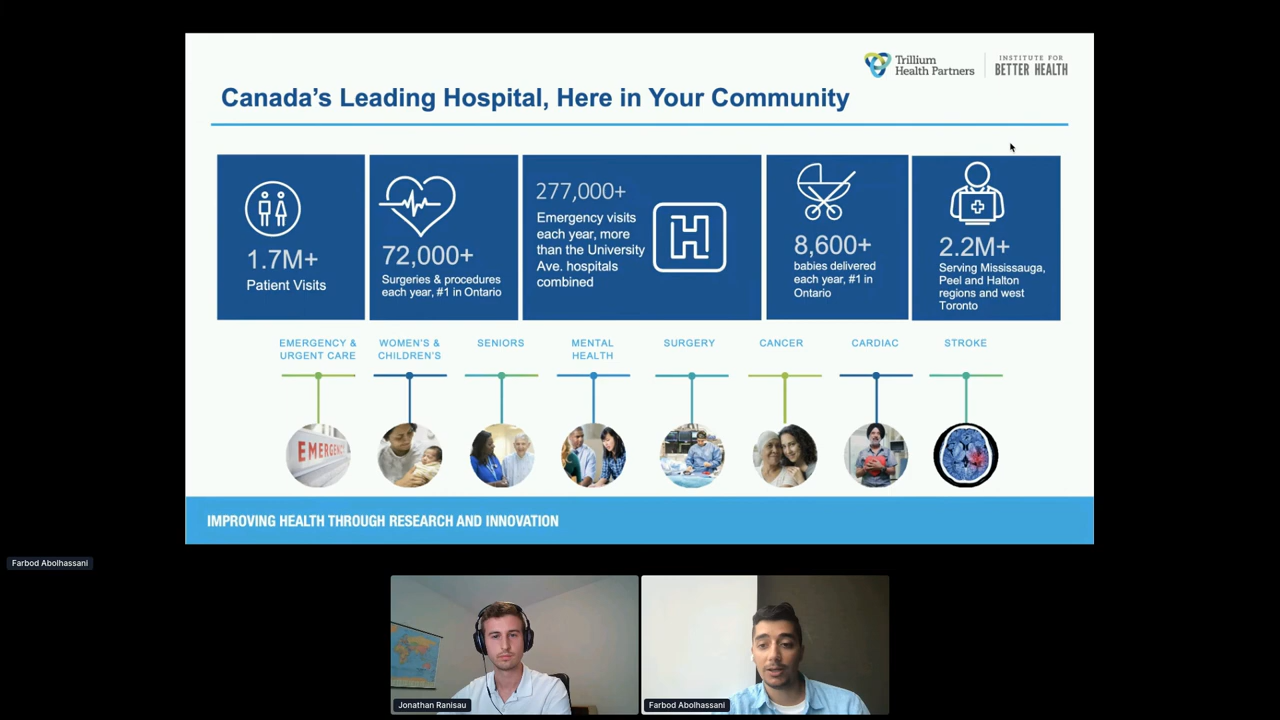 Trillium
Health Partners
INSTITUTE FOR
BETTER HEALTH
Canada's Leading Hospital, Here in Your Community
1.7M+
Patient Visits
72,000+
Surgeries & procedures
each year, #1 in Ontario
277,000+
Emergency visits
each year, more
than the University
Ave. hospitals
combined
H
8,600+
babies delivered
each year, #1 in
Ontario
2.2M+
Serving Mississauga,
Peel and Halton
regions and west
Toronto
EMERGENCY &
URGENT CARE
WOMEN'S &
CHILDREN'S
SENIORS
MENTAL
HEALTH
SURGERY
CANCER
CARDIAC
STROKE
EMERGENCY
IMPROVING HEALTH THROUGH RESEARCH AND INNOVATION
Farbod Abolhassani
Jonathan Ranisau
Farbod Abolhassani